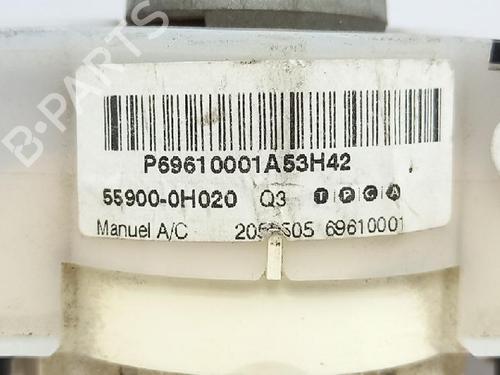 P69610001A53H42
55900-0H020 Q3 T P C A
Manuel A/C 69610001
B-PARTS